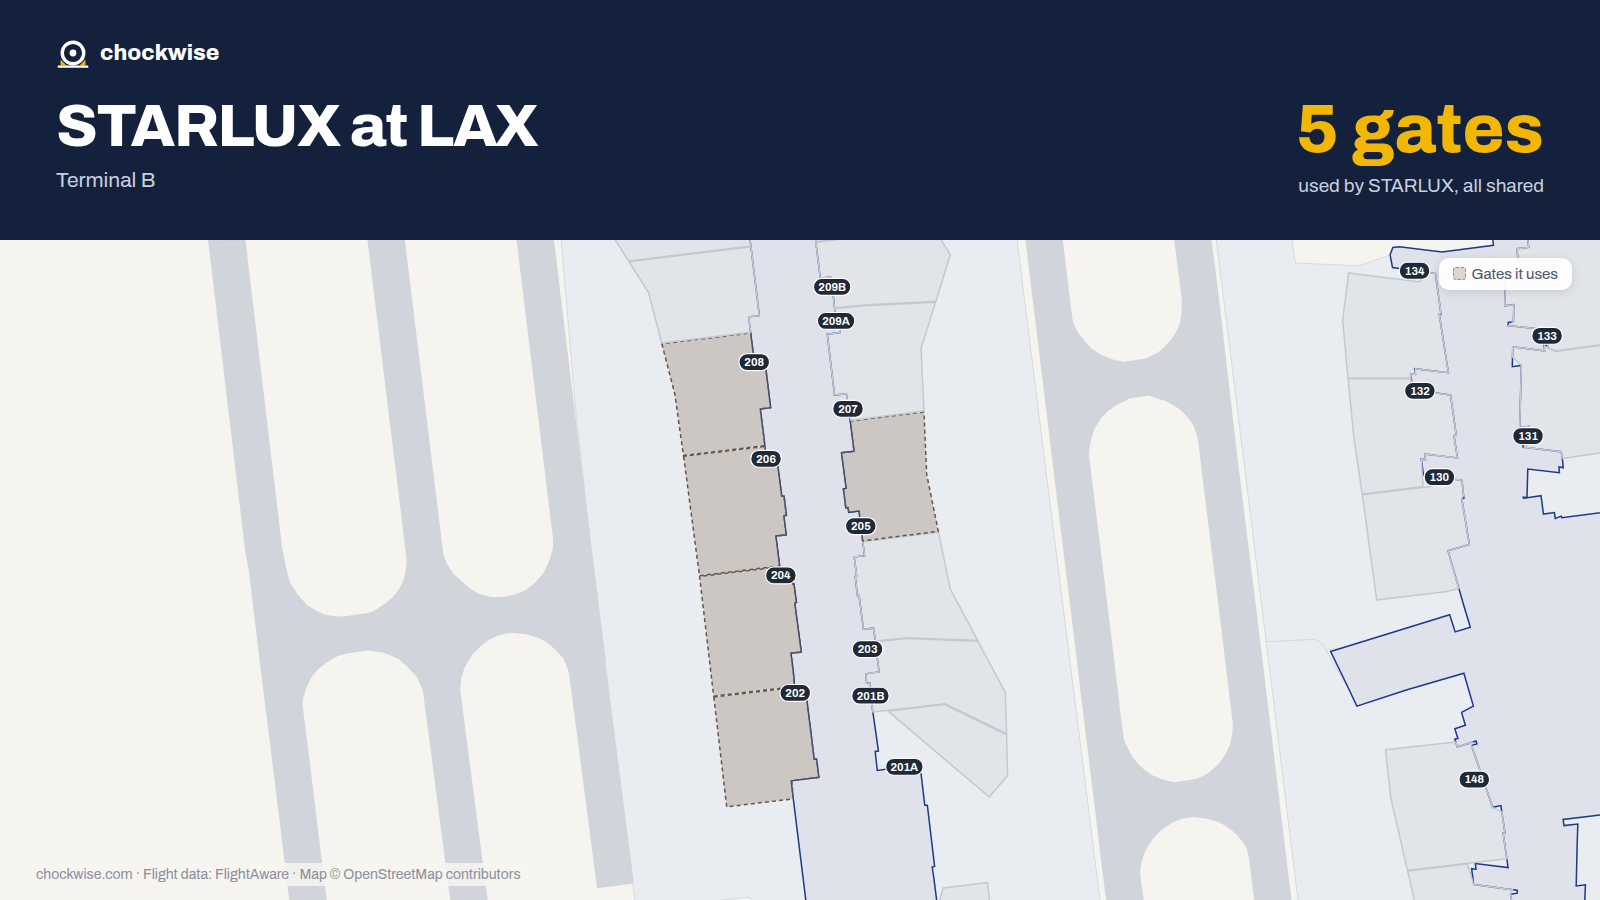 chockwise
STARLUX at LAX
Terminal B
5 gates
used by STARLUX, all shared
Gates it uses
134
209B
209A
133
208
132
207
131
206
130
205
204
203
202
201B
201A
148
chockwise.com · Flight data: FlightAware · Map © OpenStreetMap contributors